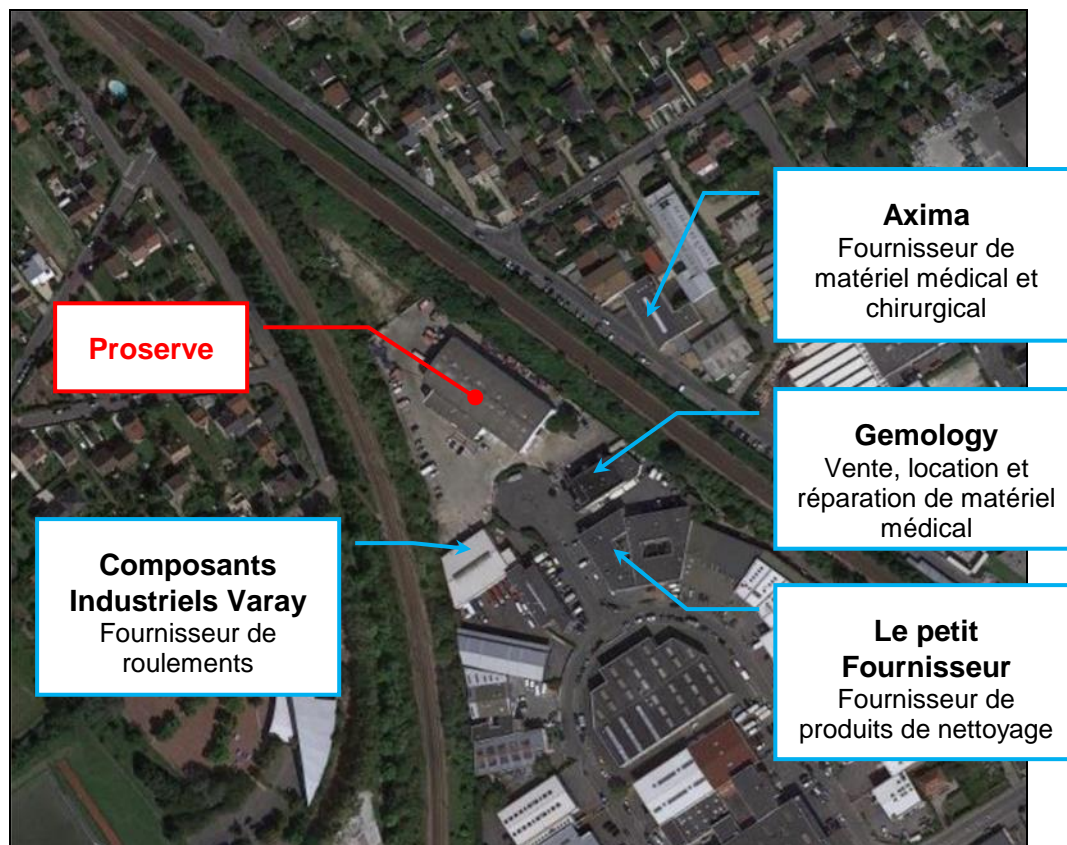 Axima
Fournisseur de
matériel médical et
chirurgical
Proserve
Gemology
Vente, location et
réparation de matériel
médical
Composants
Industriels Varay
Fournisseur de
roulements
Le petit
Fournisseur
Fournisseur de
produits de nettoyage